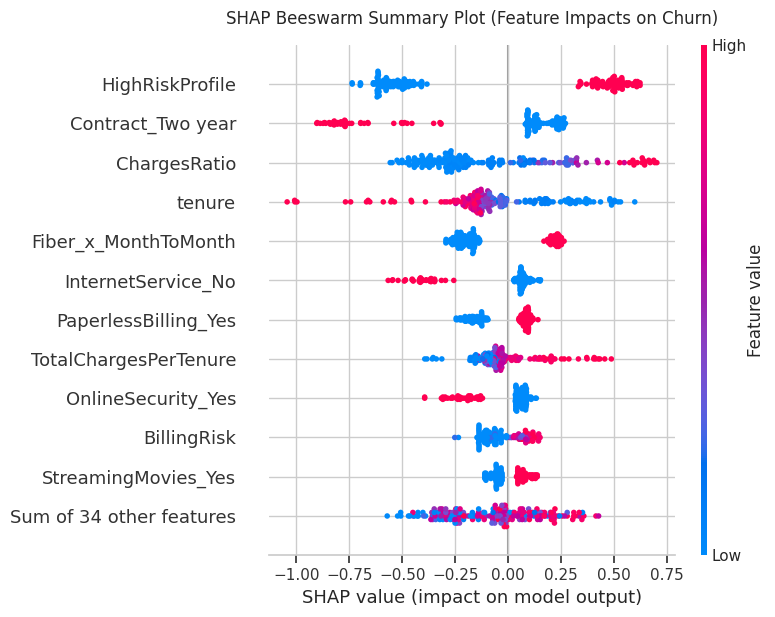 SHAP Beeswarm Summary Plot (Feature Impacts on Churn)
High
HighRiskProfile
Contract_Two year
ChargesRatio
tenure
Fiber_x_MonthToMonth
InternetService_No
PaperlessBilling_Yes
TotalChargesPerTenure
OnlineSecurity_Yes
BillingRisk
StreamingMovies_Yes
Sum of 34 other features
Feature value
Low
−1.00 −0.75 −0.50 −0.25 0.00 0.25 0.50 0.75
SHAP value (impact on model output)